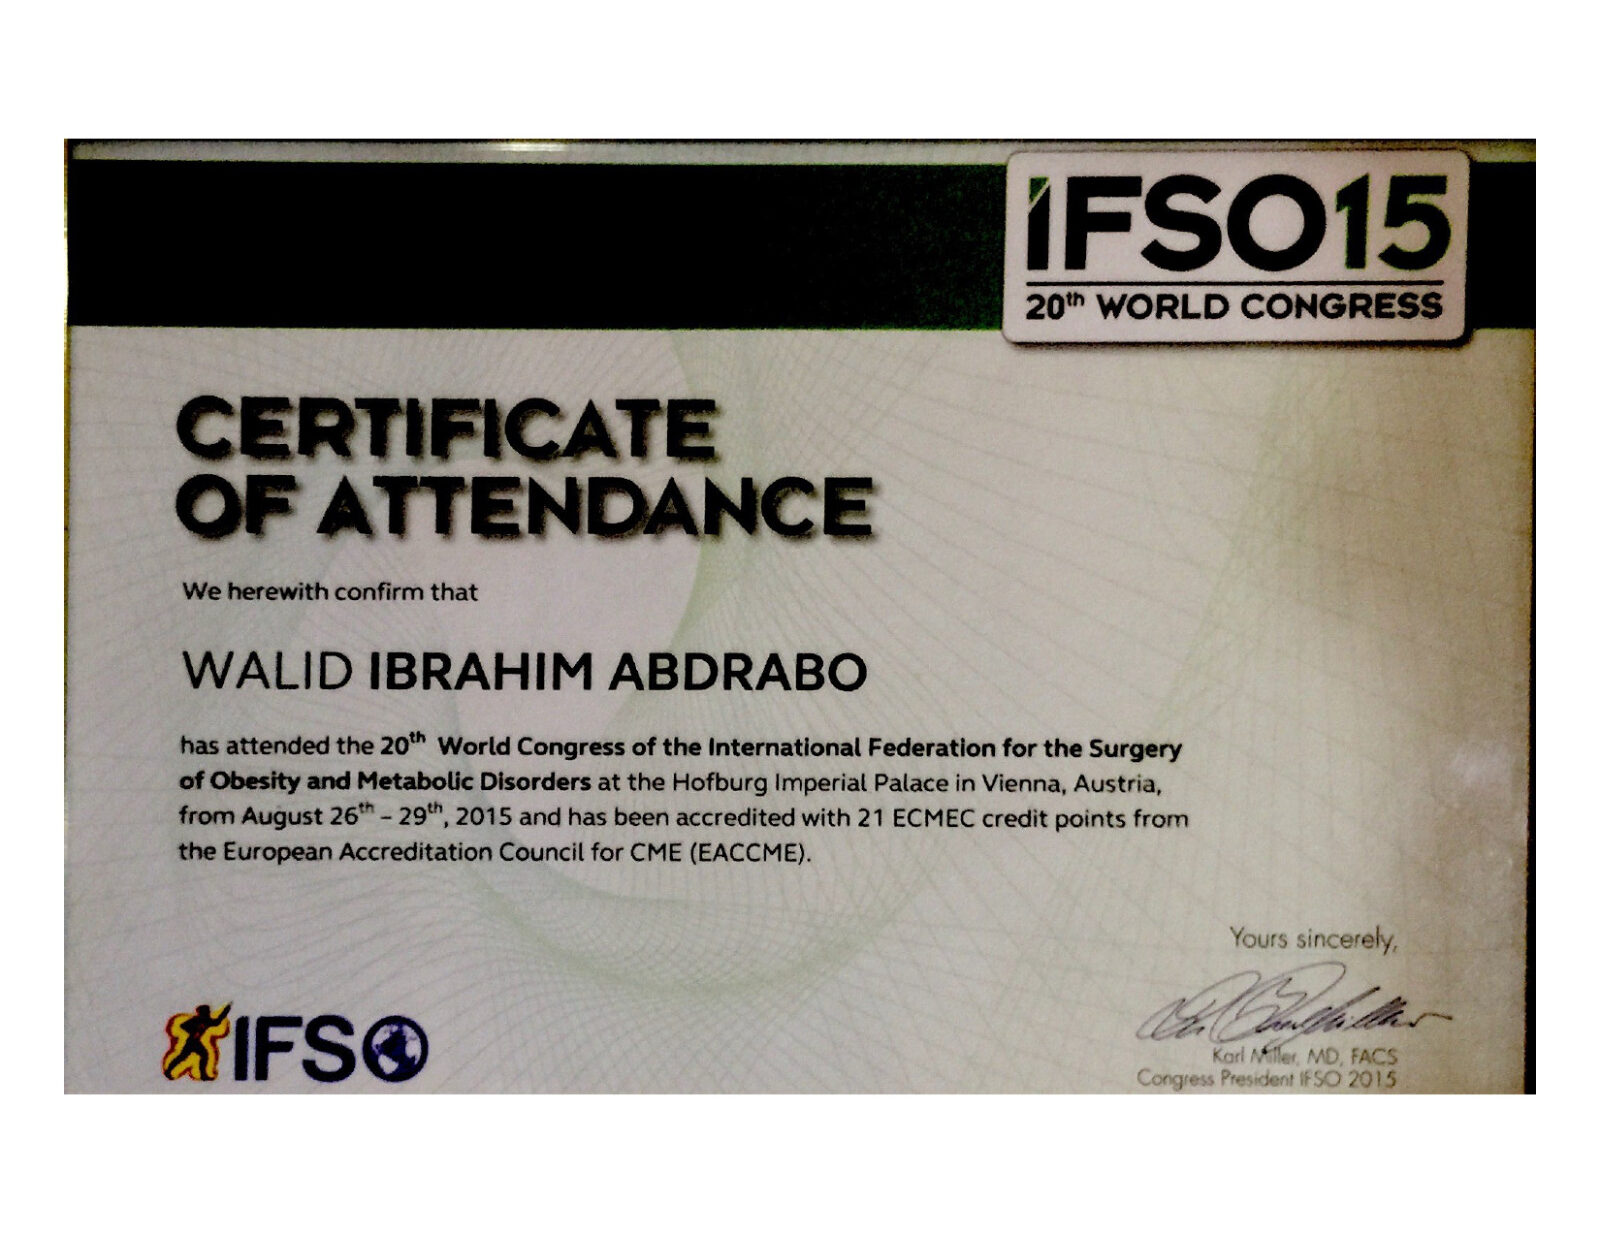 IFSO15
20th WORLD CONGRESS
CERTIFICATE
OF ATTENDANCE
We herewith confirm that
WALID IBRAHIM ABDRABO
has attended the 20th World Congress of the International Federation for the Surgery
of Obesity and Metabolic Disorders at the Hofburg Imperial Palace in Vienna, Austria,
from August 26th – 29th, 2015 and has been accredited with 21 ECMEC credit points from
the European Accreditation Council for CME (EACCME).
Yours sincerely,
Karl Miller, MD, FACS
Congress President IFSO 2015
IFSO